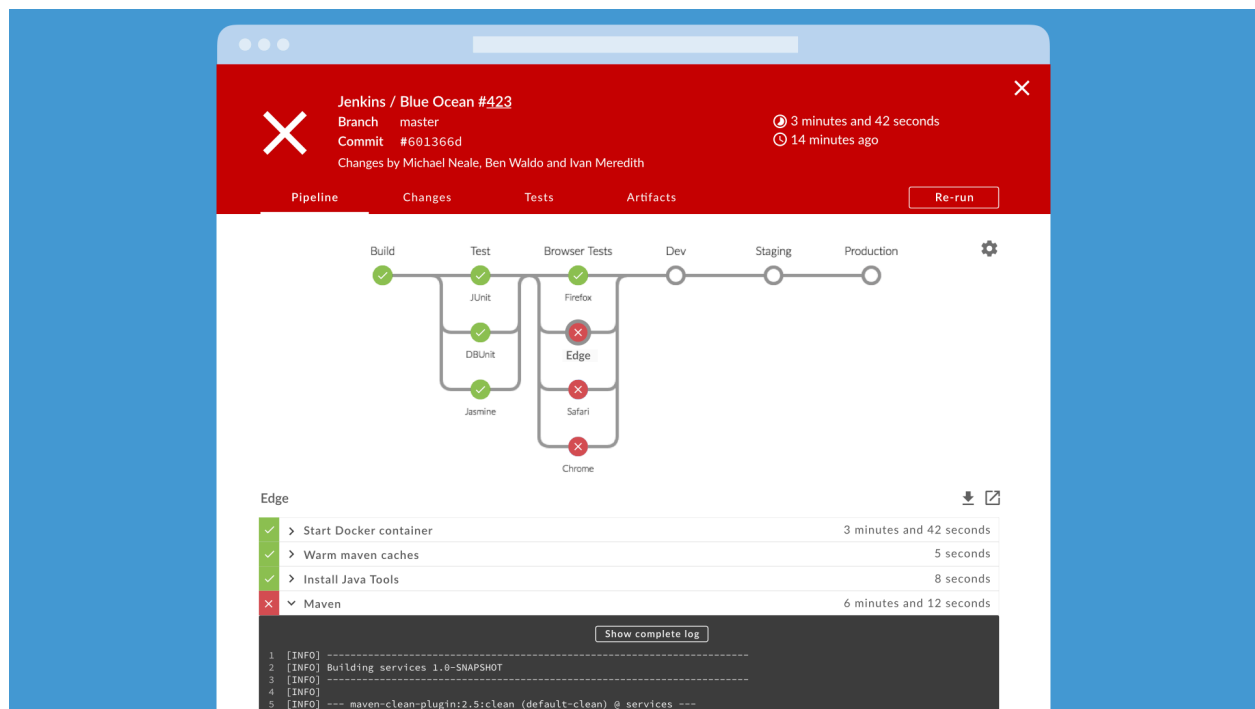 Jenkins / Blue Ocean #423
Branch master
Commit #601366d
Changes by Michael Neale, Ben Waldo and Ivan Meredith
3 minutes and 42 seconds
14 minutes ago
Pipeline Changes Tests Artifacts Re-run
Build Test Browser Tests Dev Staging Production
JUnit Firefox
DBUnit Edge
Jasmine Safari
Chrome
Edge
Start Docker container 3 minutes and 42 seconds
Warm maven caches 5 seconds
Install Java Tools 8 seconds
Maven 6 minutes and 12 seconds
Show complete log
1 [INFO] ------------------------------------------------------------------------
2 [INFO] Building services 1.0-SNAPSHOT
3 [INFO] ------------------------------------------------------------------------
4 [INFO]
5 [INFO] --- maven-clean-plugin:2.5:clean (default-clean) @ services ---